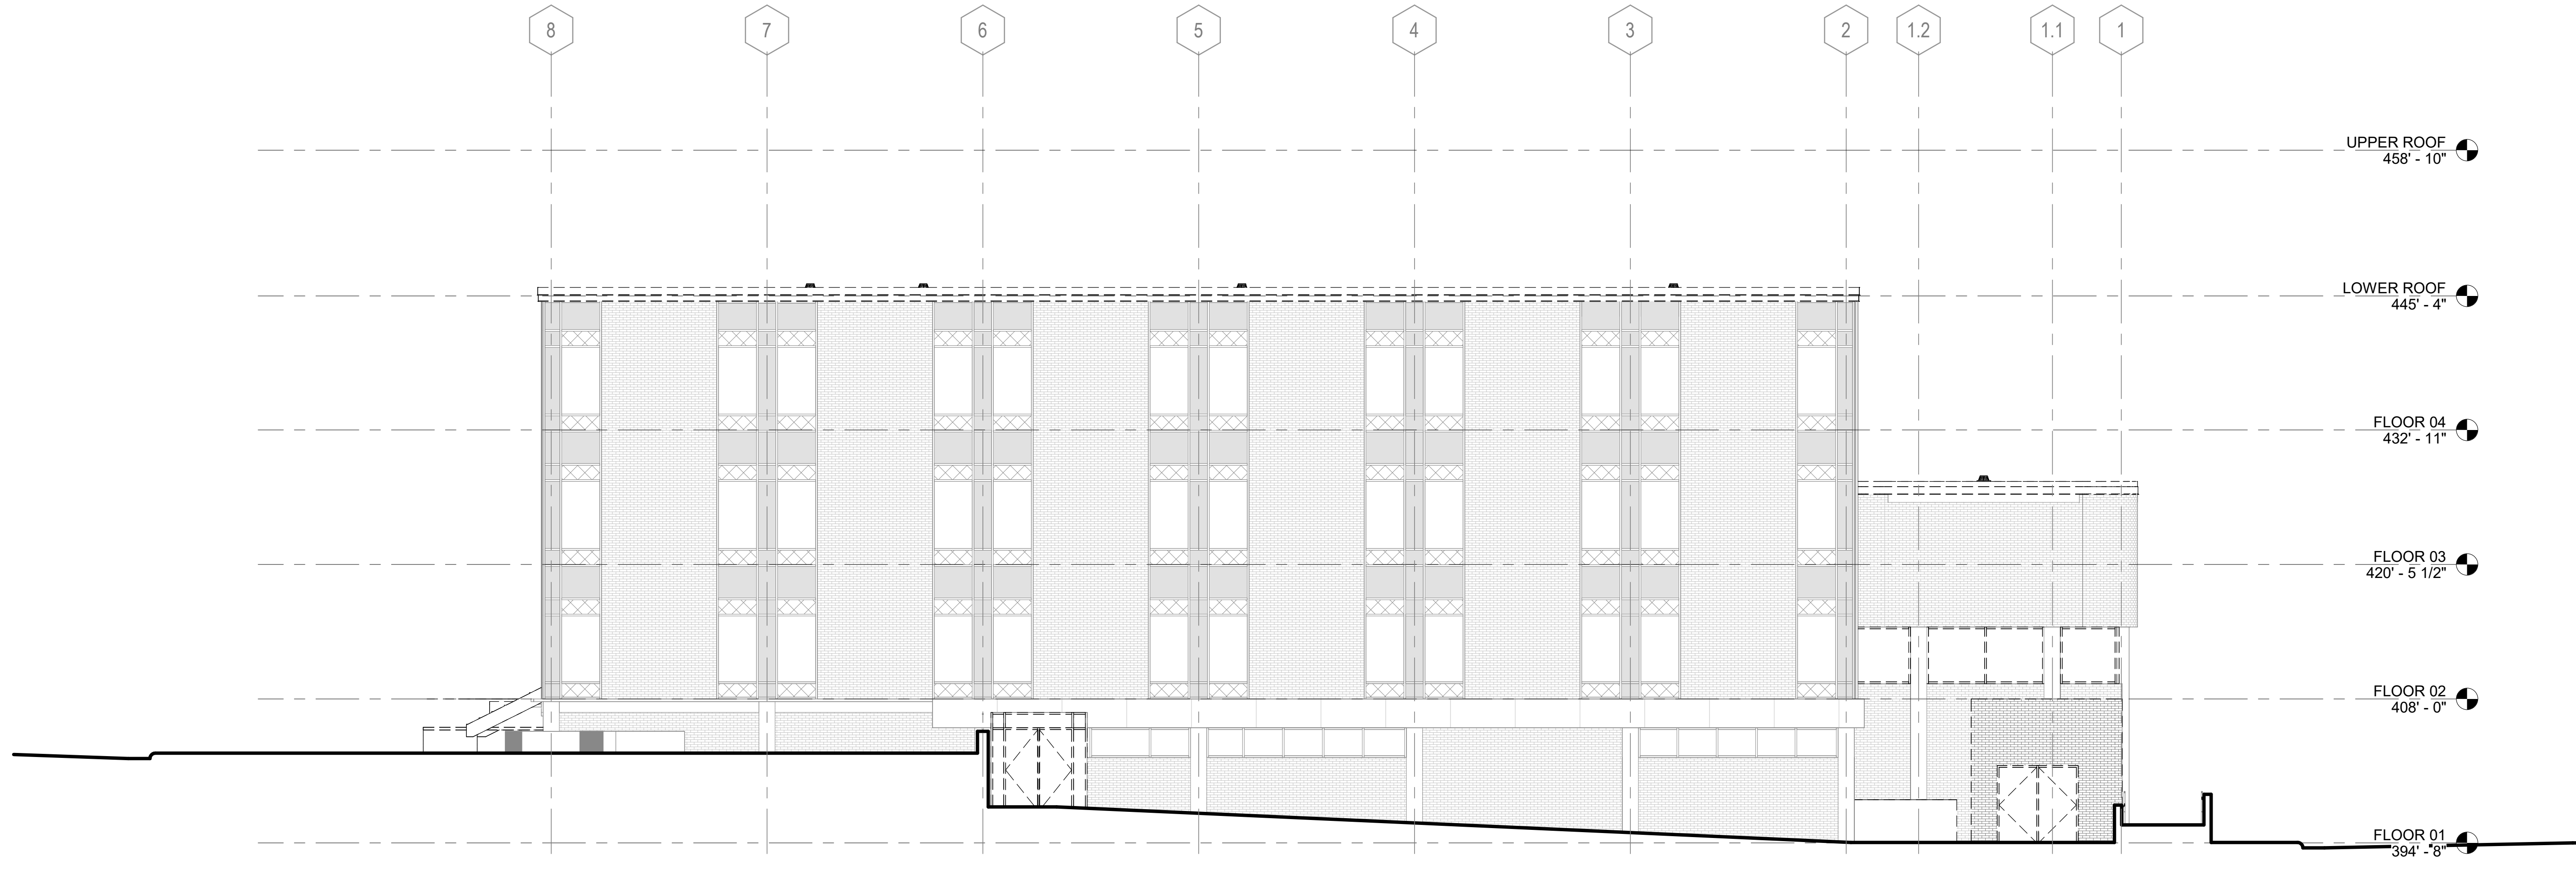 8
7
6
5
4
3
2
1.2
1.1
1
UPPER ROOF
458' - 10"
LOWER ROOF
445' - 4"
FLOOR 04
432' - 11"
FLOOR 03
420' - 5 1/2"
FLOOR 02
408' - 0"
FLOOR 01
394' - 8"